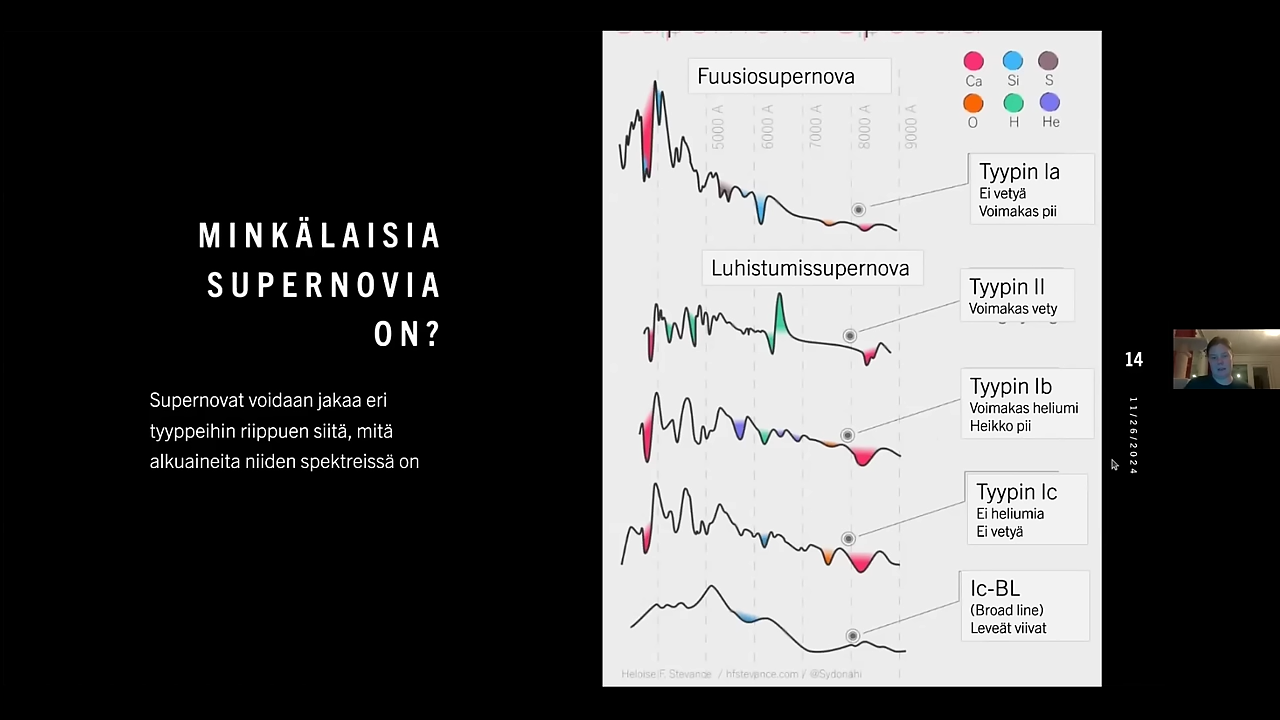 MINKÄLAISIA
SUPERNOVIA
ON?
Supernovat voidaan jakaa eri
tyyppeihin riippuen siitä, mitä
alkuaineita niiden spektreissä on
Fuusiosupernova
Ca Si S
O H He
5000 A 6000 A 7000 A 8000 A 9000 A
Tyypin Ia
Ei vetyä
Voimakas pii
Luhistumissupernova
Tyypin II
Voimakas vety
Tyypin Ib
Voimakas heliumi
Heikko pii
Tyypin Ic
Ei heliumia
Ei vetyä
Ic-BL
(Broad line)
Leveät viivat
Heloise F. Stevance / hfstevance.com / @Sydonahi
14
11/26/2024